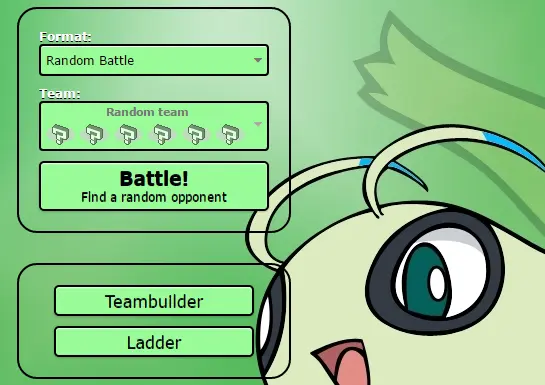 Format:
Random Battle
Team:
Random team
Battle!
Find a random opponent
Teambuilder
Ladder